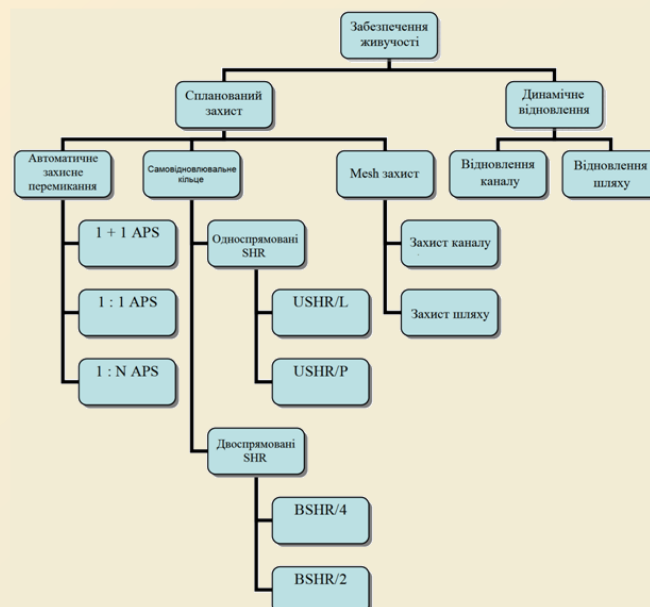 Забезпечення
живучості
Спланований
захист
Динамічне
відновлення
Автоматичне
захисне
перемикання
Самовідновлювальне
кільце
Mesh захист
Відновлення
каналу
Відновлення
шляху
1 + 1 APS
1 : 1 APS
1 : N APS
Односпрямовані
SHR
USHR/L
USHR/P
Двоспрямовані
SHR
BSHR/4
BSHR/2
Захист каналу
Захист шляху